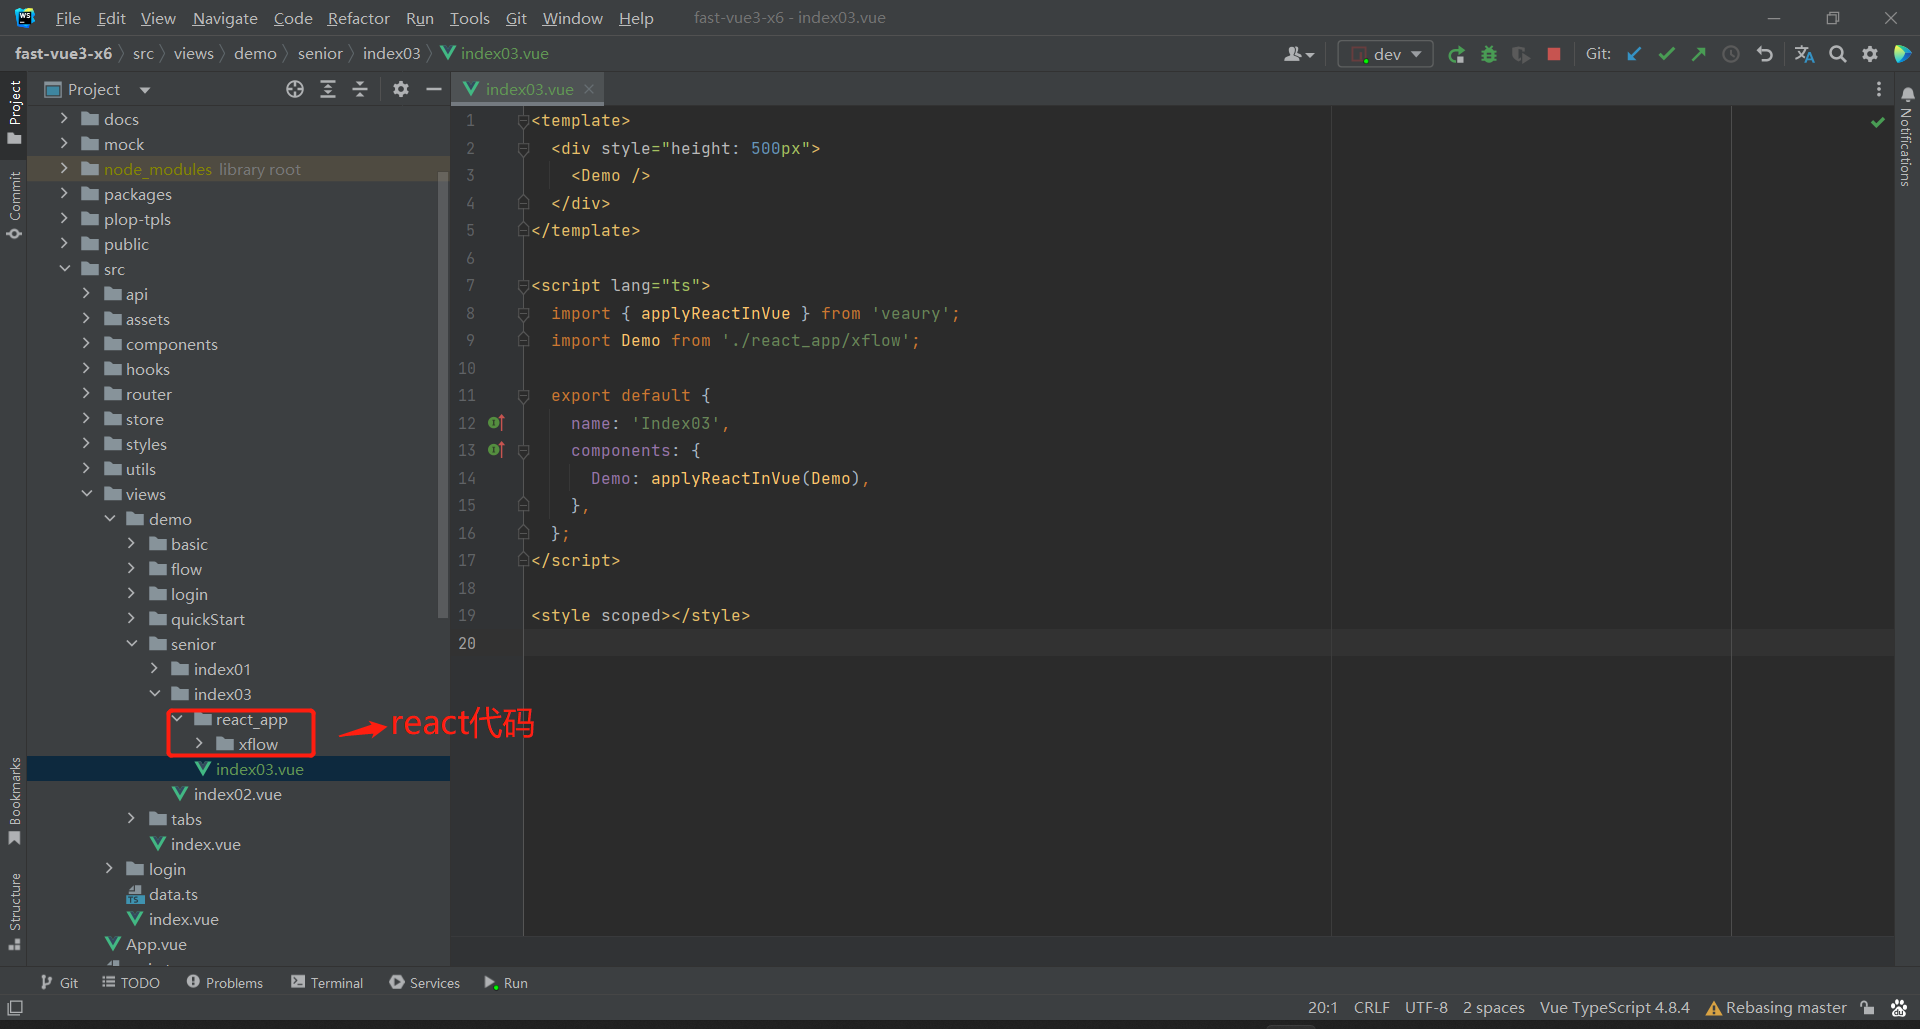 File Edit View Navigate Code Refactor Run Tools Git Window Help fast-vue3-x6 - index03.vue
fast-vue3-x6 src views demo senior index03 index03.vue dev Git:
Project
docs
mock
node_modules library root
packages
plop-tpls
public
src
api
assets
components
hooks
router
store
styles
utils
views
demo
basic
flow
login
quickStart
senior
index01
index03
react_app
xflow
index03.vue
index02.vue
tabs
index.vue
login
data.ts
index.vue
App.vue
react代码
index03.vue
1 <template>
2 <div style="height: 500px">
3 <Demo />
4 </div>
5 </template>
6
7 <script lang="ts">
8 import { applyReactInVue } from 'veaury';
9 import Demo from './react_app/xflow';
10
11 export default {
12 name: 'Index03',
13 components: {
14 Demo: applyReactInVue(Demo),
15 },
16 };
17 </script>
18
19 <style scoped></style>
20
Project
Commit
Bookmarks
Structure
Notifications
Git TODO Problems Terminal Services Run
20:1 CRLF UTF-8 2 spaces Vue TypeScript 4.8.4 Rebasing master